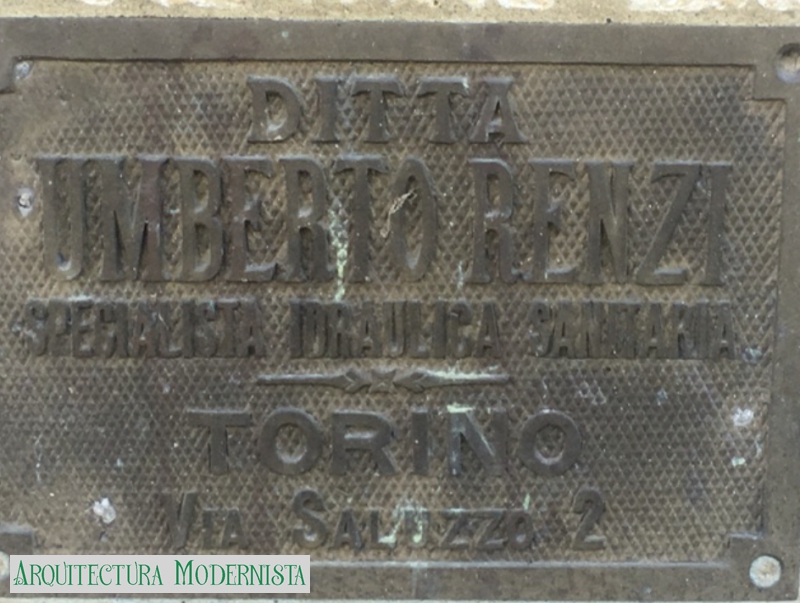 DITTA
UMBERTO RENZI
SPECIALISTA IDRAULICA SANITARIA
TORINO
VIA SALUZZO 2
ARQUITECTURA MODERNISTA